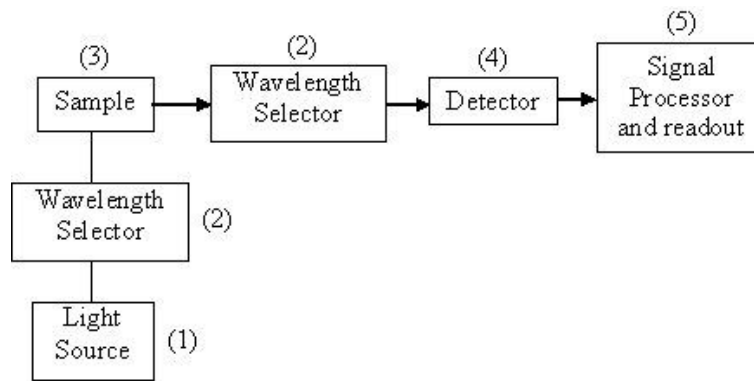 (5)
(2)
(3)
(4)
Sample
Wavelength
Selector
Detector
Signal
Processor
and readout
Wavelength
Selector
(2)
Light
Source
(1)